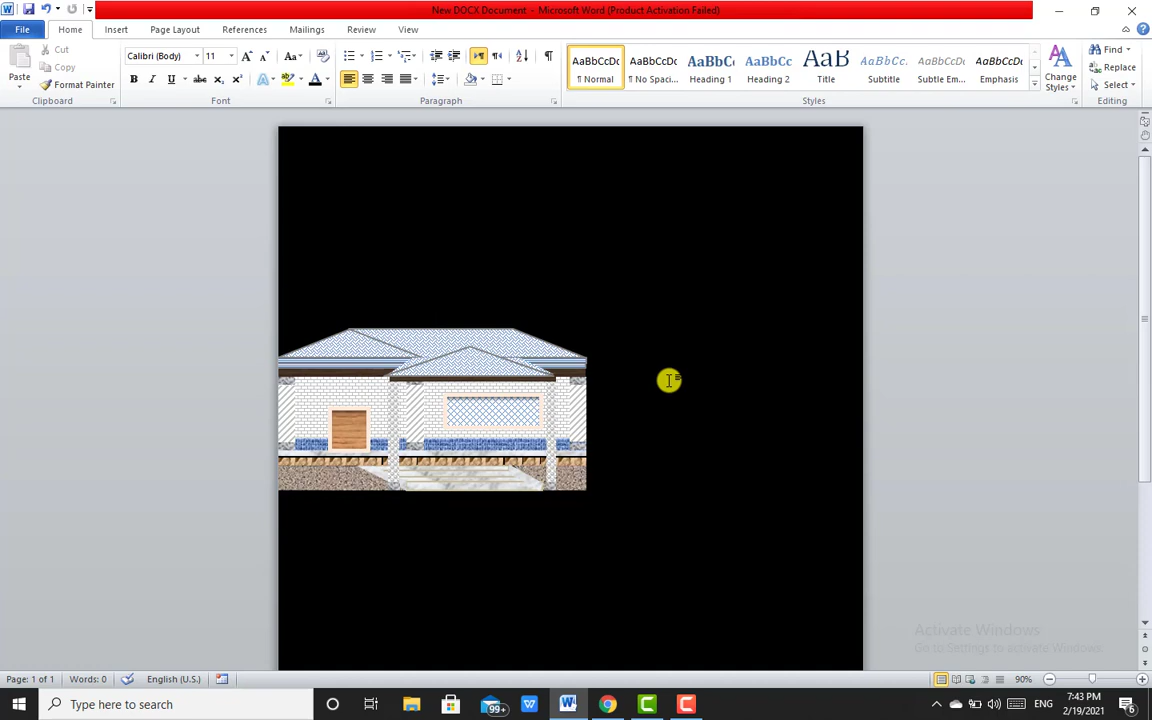 New DOCX Document - Microsoft Word (Product Activation Failed)
File Home Insert Page Layout References Mailings Review View
Paste
Cut
Copy
Format Painter
Clipboard
Calibri (Body) 11
Font
Paragraph
AaBbCcDc AaBbCcDc AaBbCc AaBbCc AaB AaBbCc. AaBbCcDc AaBbCcDc
¶ Normal ¶ No Spaci... Heading 1 Heading 2 Title Subtitle Subtle Em... Emphasis
Styles
Change
Styles
Find
Replace
Select
Editing
Activate Windows
Go to Settings to activate Windows.
Page: 1 of 1 Words: 0 English (U.S.) 90%
Type here to search
99+
ENG
7:43 PM
2/19/2021
6